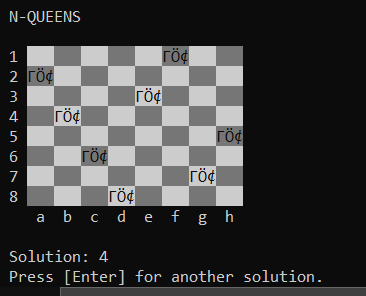 N-QUEENS
1 ΓÖ¢
2 ΓÖ¢
3 ΓÖ¢
4 ΓÖ¢
5 ΓÖ¢
6 ΓÖ¢
7 ΓÖ¢
8 ΓÖ¢
a b c d e f g h
Solution: 4
Press [Enter] for another solution.